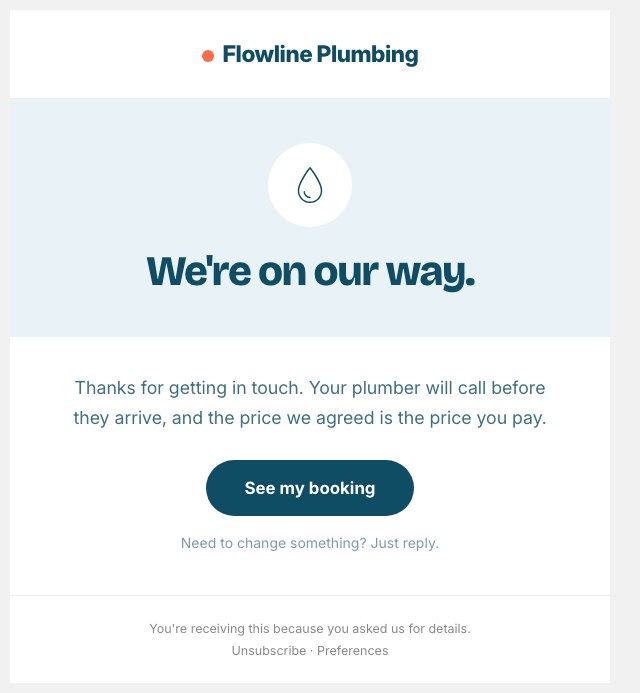 Flowline Plumbing
We're on our way.
Thanks for getting in touch. Your plumber will call before
they arrive, and the price we agreed is the price you pay.
See my booking
Need to change something? Just reply.
You're receiving this because you asked us for details.
Unsubscribe · Preferences